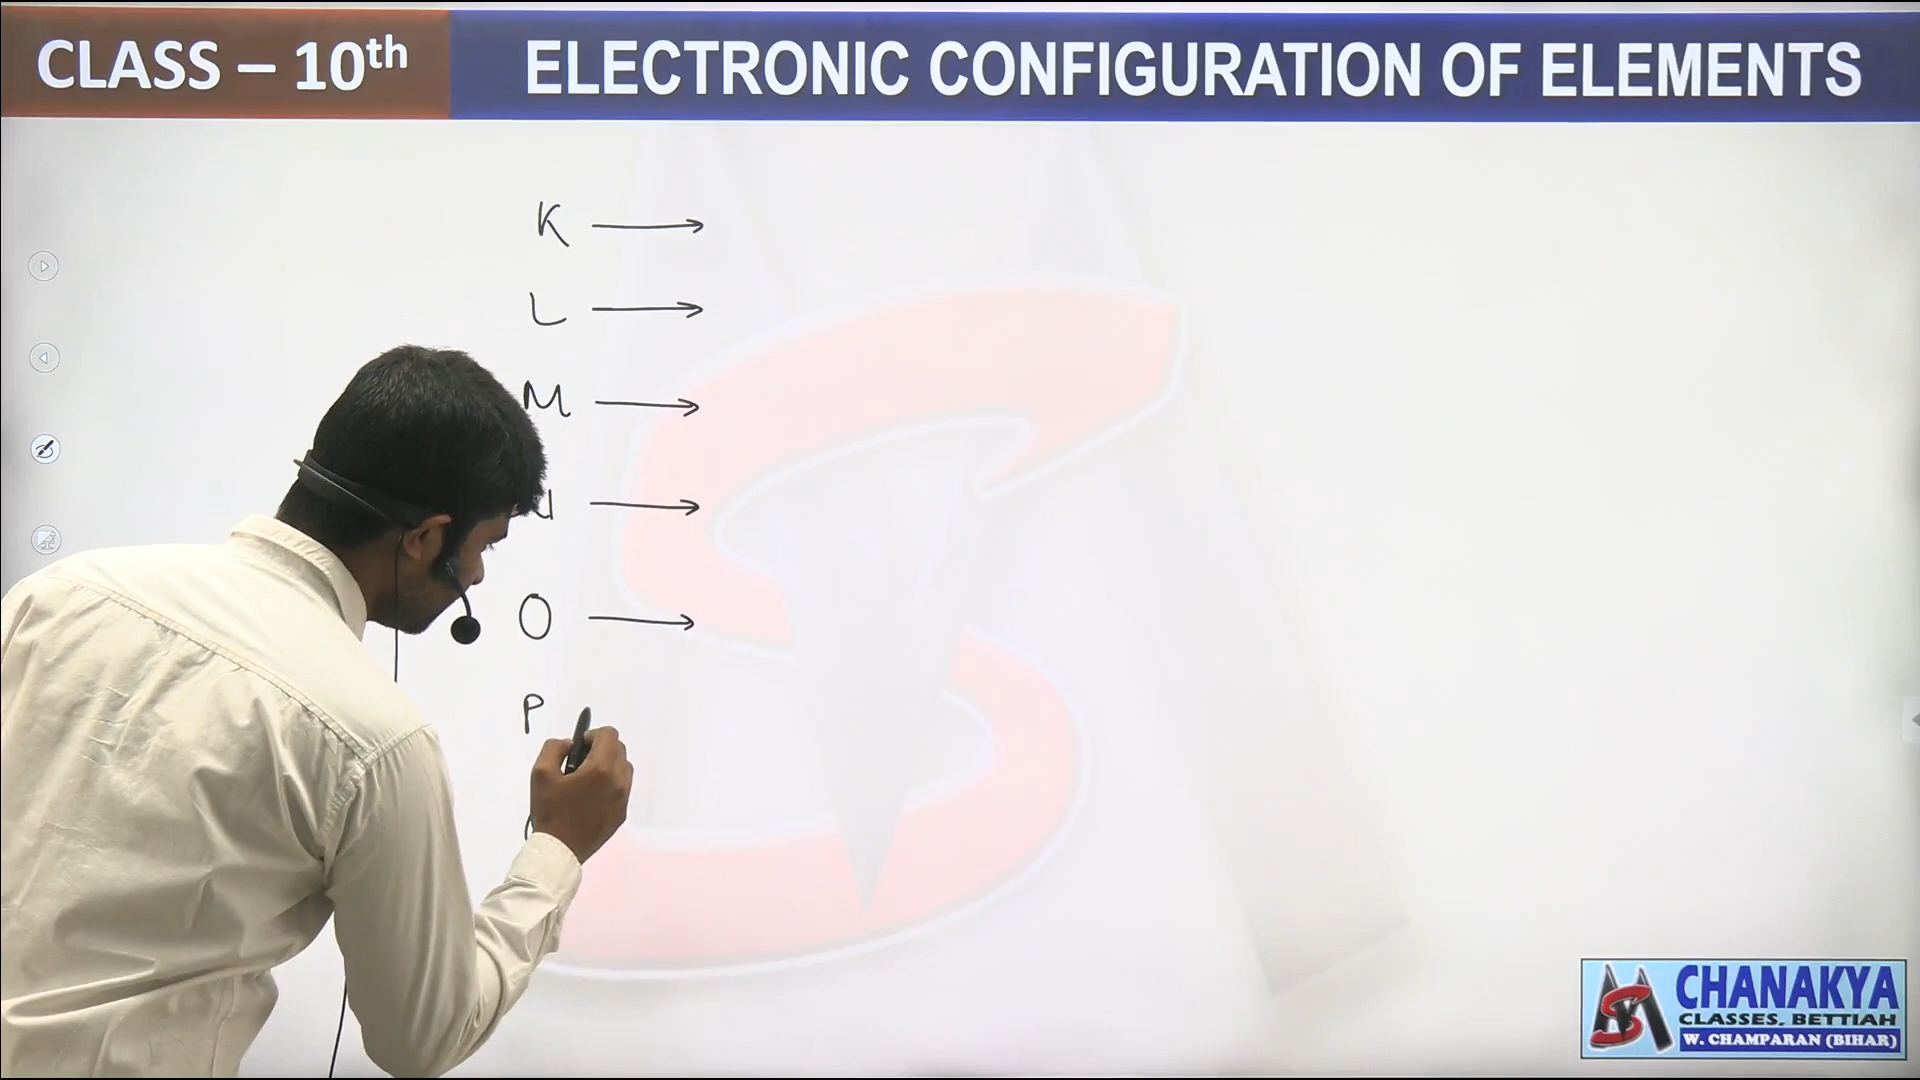 CLASS – 10th
ELECTRONIC CONFIGURATION OF ELEMENTS
K →
L →
M →
N →
O →
P
CHANAKYA
CLASSES, BETTIAH
W. CHAMPARAN (BIHAR)